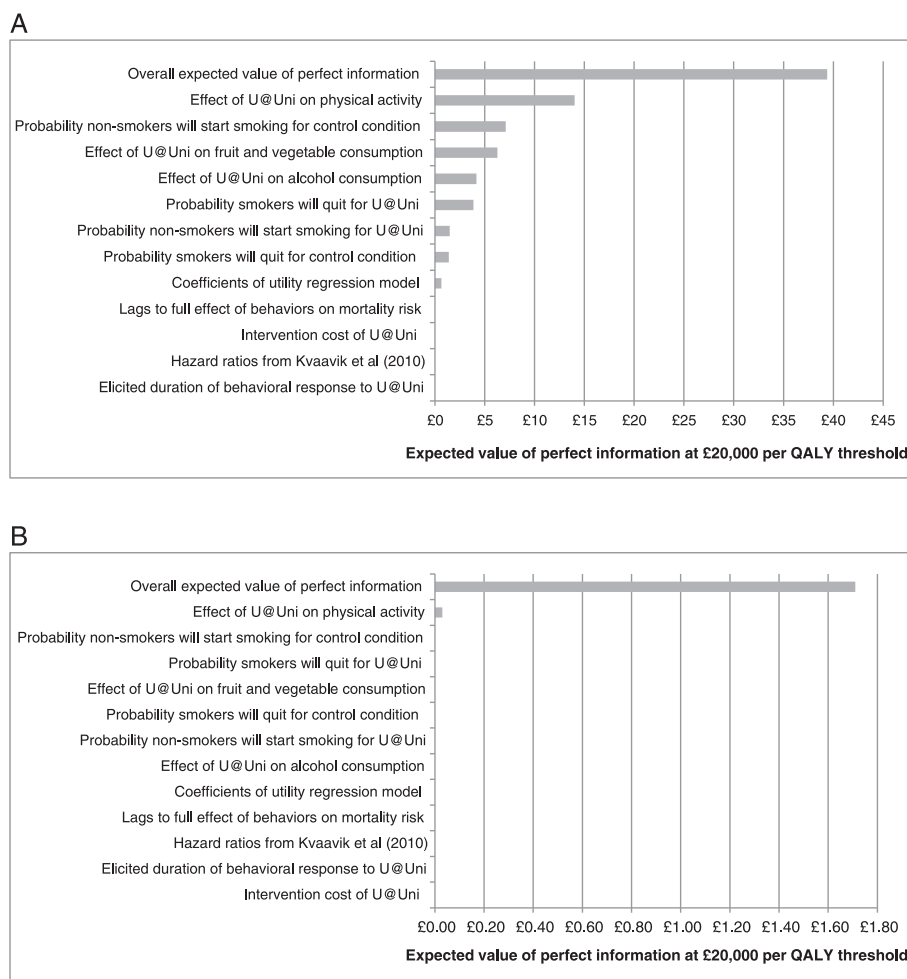 A
Overall expected value of perfect information
Effect of U@Uni on physical activity
Probability non-smokers will start smoking for control condition
Effect of U@Uni on fruit and vegetable consumption
Effect of U@Uni on alcohol consumption
Probability smokers will quit for U@Uni
Probability non-smokers will start smoking for U@Uni
Probability smokers will quit for control condition
Coefficients of utility regression model
Lags to full effect of behaviors on mortality risk
Intervention cost of U@Uni
Hazard ratios from Kvaavik et al (2010)
Elicited duration of behavioral response to U@Uni
£0 £5 £10 £15 £20 £25 £30 £35 £40 £45
Expected value of perfect information at £20,000 per QALY threshold
B
Overall expected value of perfect information
Effect of U@Uni on physical activity
Probability non-smokers will start smoking for control condition
Probability smokers will quit for U@Uni
Effect of U@Uni on fruit and vegetable consumption
Probability smokers will quit for control condition
Probability non-smokers will start smoking for U@Uni
Effect of U@Uni on alcohol consumption
Coefficients of utility regression model
Lags to full effect of behaviors on mortality risk
Hazard ratios from Kvaavik et al (2010)
Elicited duration of behavioral response to U@Uni
Intervention cost of U@Uni
£0.00 £0.20 £0.40 £0.60 £0.80 £1.00 £1.20 £1.40 £1.60 £1.80
Expected value of perfect information at £20,000 per QALY threshold